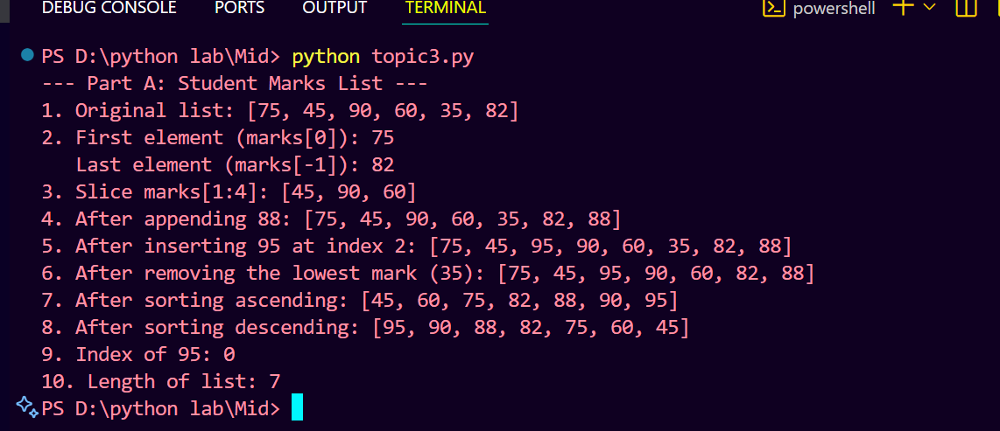 DEBUG CONSOLE PORTS OUTPUT TERMINAL powershell
PS D:\python lab\Mid> python topic3.py
--- Part A: Student Marks List ---
1. Original list: [75, 45, 90, 60, 35, 82]
2. First element (marks[0]): 75
   Last element (marks[-1]): 82
3. Slice marks[1:4]: [45, 90, 60]
4. After appending 88: [75, 45, 90, 60, 35, 82, 88]
5. After inserting 95 at index 2: [75, 45, 95, 90, 60, 35, 82, 88]
6. After removing the lowest mark (35): [75, 45, 95, 90, 60, 82, 88]
7. After sorting ascending: [45, 60, 75, 82, 88, 90, 95]
8. After sorting descending: [95, 90, 88, 82, 75, 60, 45]
9. Index of 95: 0
10. Length of list: 7
PS D:\python lab\Mid>